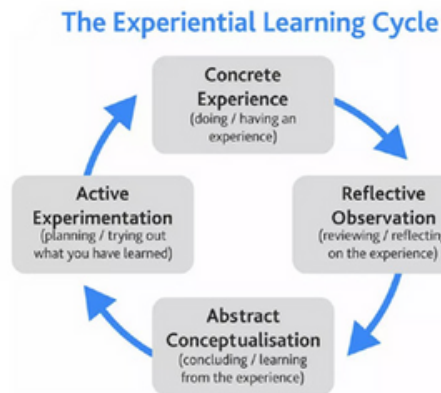 The Experiential Learning Cycle
Concrete
Experience
(doing / having an
experience)
Active
Experimentation
(planning / trying out
what you have learned)
Reflective
Observation
(reviewing / reflecting
on the experience)
Abstract
Conceptualisation
(concluding / learning
from the experience)